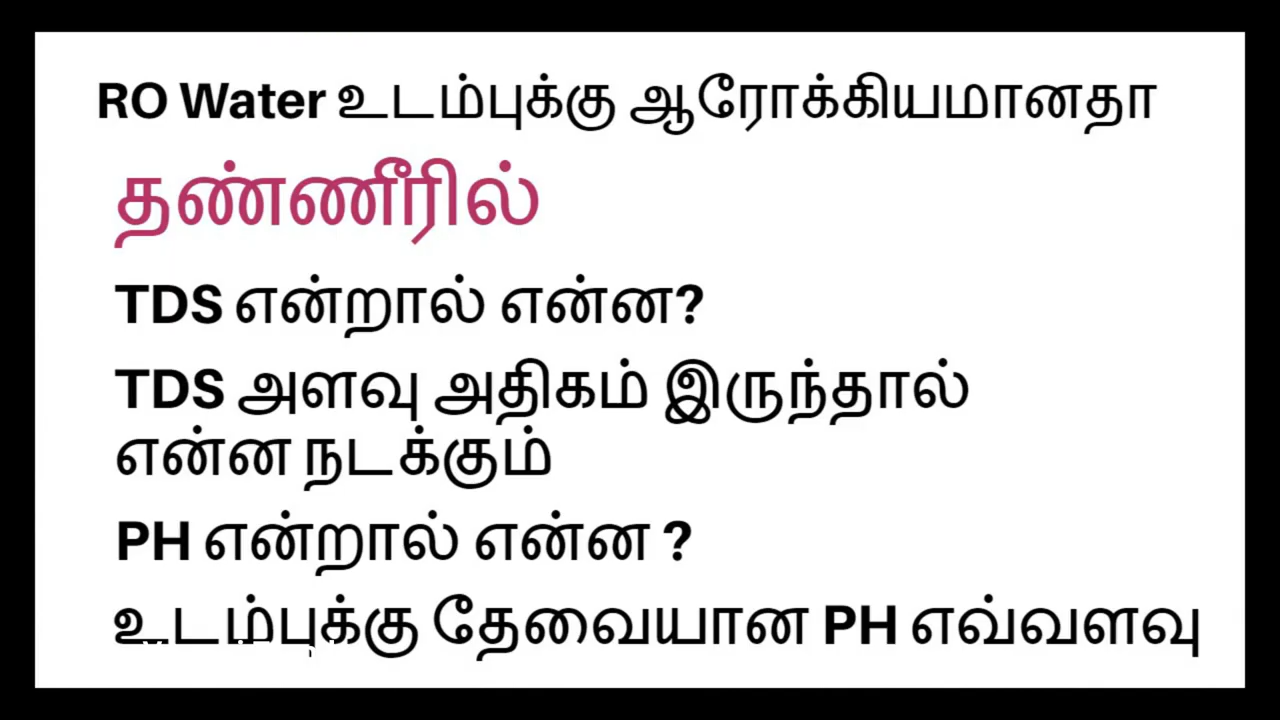 RO Water உடம்புக்கு ஆரோக்கியமானதா
தண்ணீரில்
TDS என்றால் என்ன?
TDS அளவு அதிகம் இருந்தால்
என்ன நடக்கும்
PH என்றால் என்ன ?
உடம்புக்கு தேவையான PH எவ்வளவு